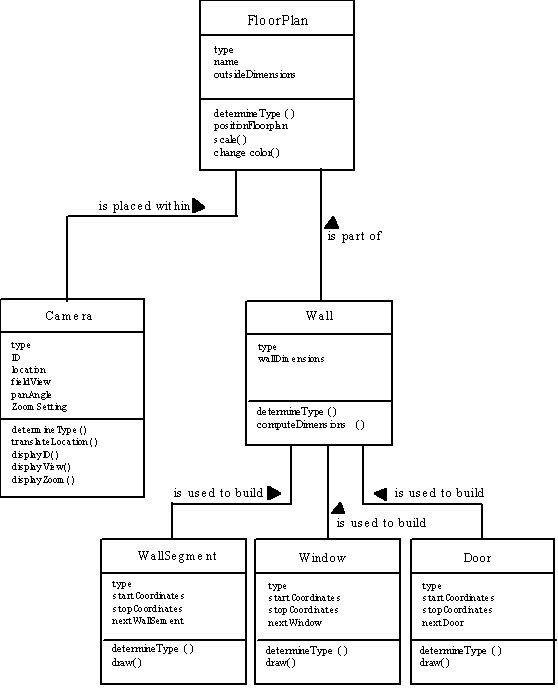 FloorPlan
type
name
outsideDimensions
determineType ()
positionFloorplan
scale()
change color()
is placed within
is part of
Camera
type
ID
location
fieldView
panAngle
ZoomSetting
determineType()
translateLocation()
displayID()
displayView()
displayZoom()
Wall
type
wallDimensions
determineType()
computeDimensions ()
is used to build
is used to build
is used to build
WallSegment
type
startCoordinates
stopCoordinates
nextWallSement
determineType ()
draw()
Window
type
startCoordinates
stopCoordinates
nextWindow
determineType ()
draw()
Door
type
startCoordinates
stopCoordinates
nextDoor
determineType ()
draw()